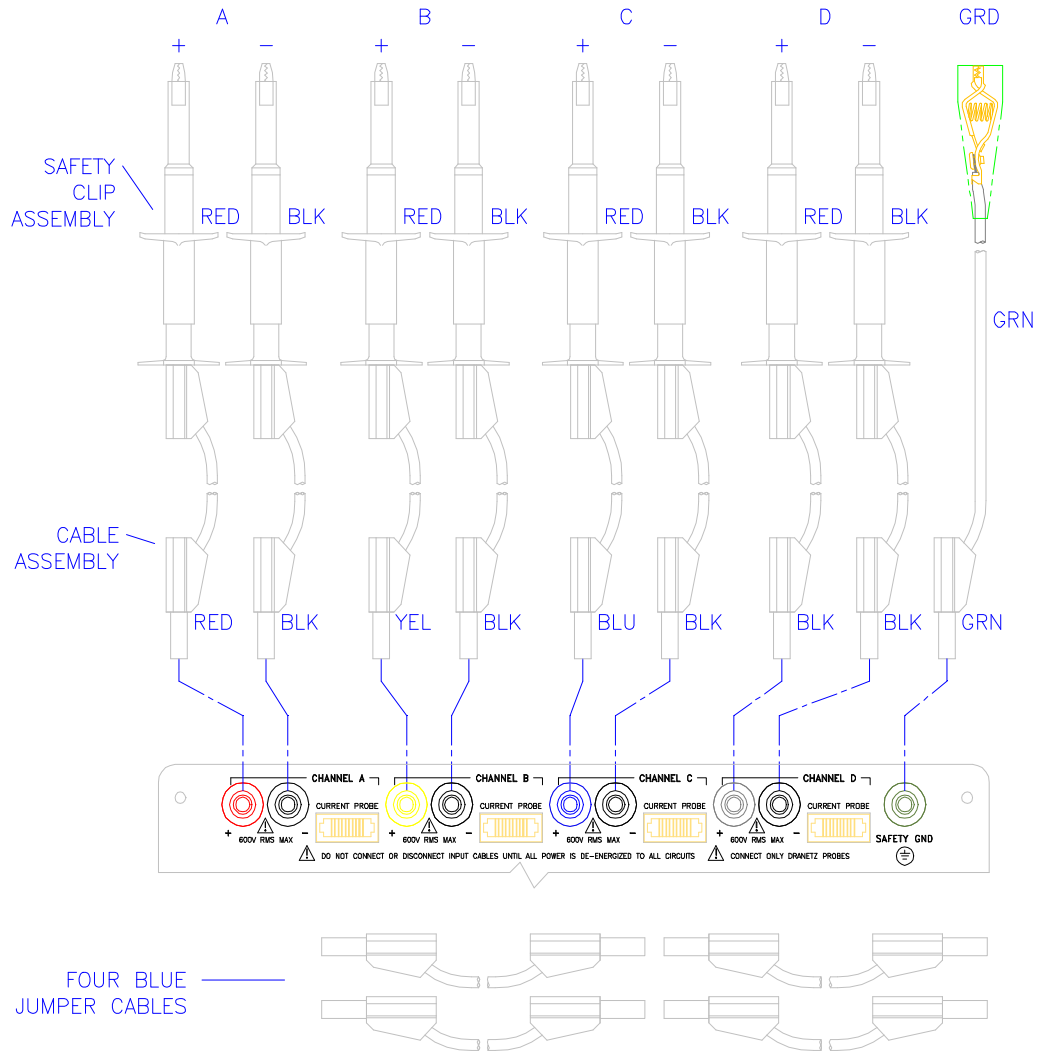 A B C D GRD
+ − + − + − + −
SAFETY
CLIP
ASSEMBLY
RED BLK RED BLK RED BLK RED BLK
GRN
CABLE
ASSEMBLY
RED BLK YEL BLK BLU BLK BLK BLK GRN
CHANNEL A CHANNEL B CHANNEL C CHANNEL D
CURRENT PROBE CURRENT PROBE CURRENT PROBE CURRENT PROBE
+ − + − + − + −
600V RMS MAX 600V RMS MAX 600V RMS MAX 600V RMS MAX SAFETY GND
DO NOT CONNECT OR DISCONNECT INPUT CABLES UNTIL ALL POWER IS DE-ENERGIZED TO ALL CIRCUITS CONNECT ONLY DRANETZ PROBES
FOUR BLUE
JUMPER CABLES